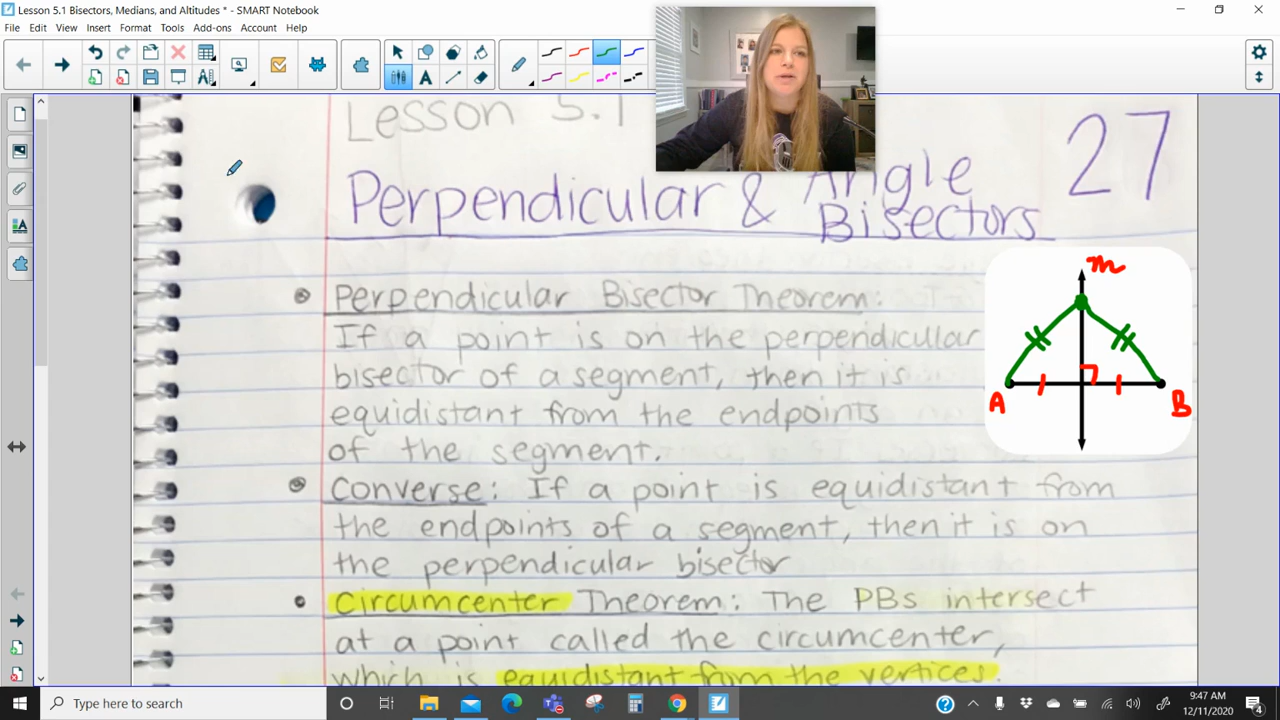 Lesson 5.1 Bisectors, Medians, and Altitudes * - SMART Notebook
File Edit View Insert Format Tools Add-ons Account Help
Lesson 5.1
27
Perpendicular & Angle
Bisectors
Perpendicular Bisector Theorem:
If a point is on the perpendicular
bisector of a segment, then it is
equidistant from the endpoints
of the segment.
m
A B
Converse: If a point is equidistant from
the endpoints of a segment, then it is on
the perpendicular bisector
Circumcenter Theorem: The PBs intersect
at a point called the circumcenter,
which is equidistant from the vertices.
Type here to search
9:47 AM
12/11/2020
4